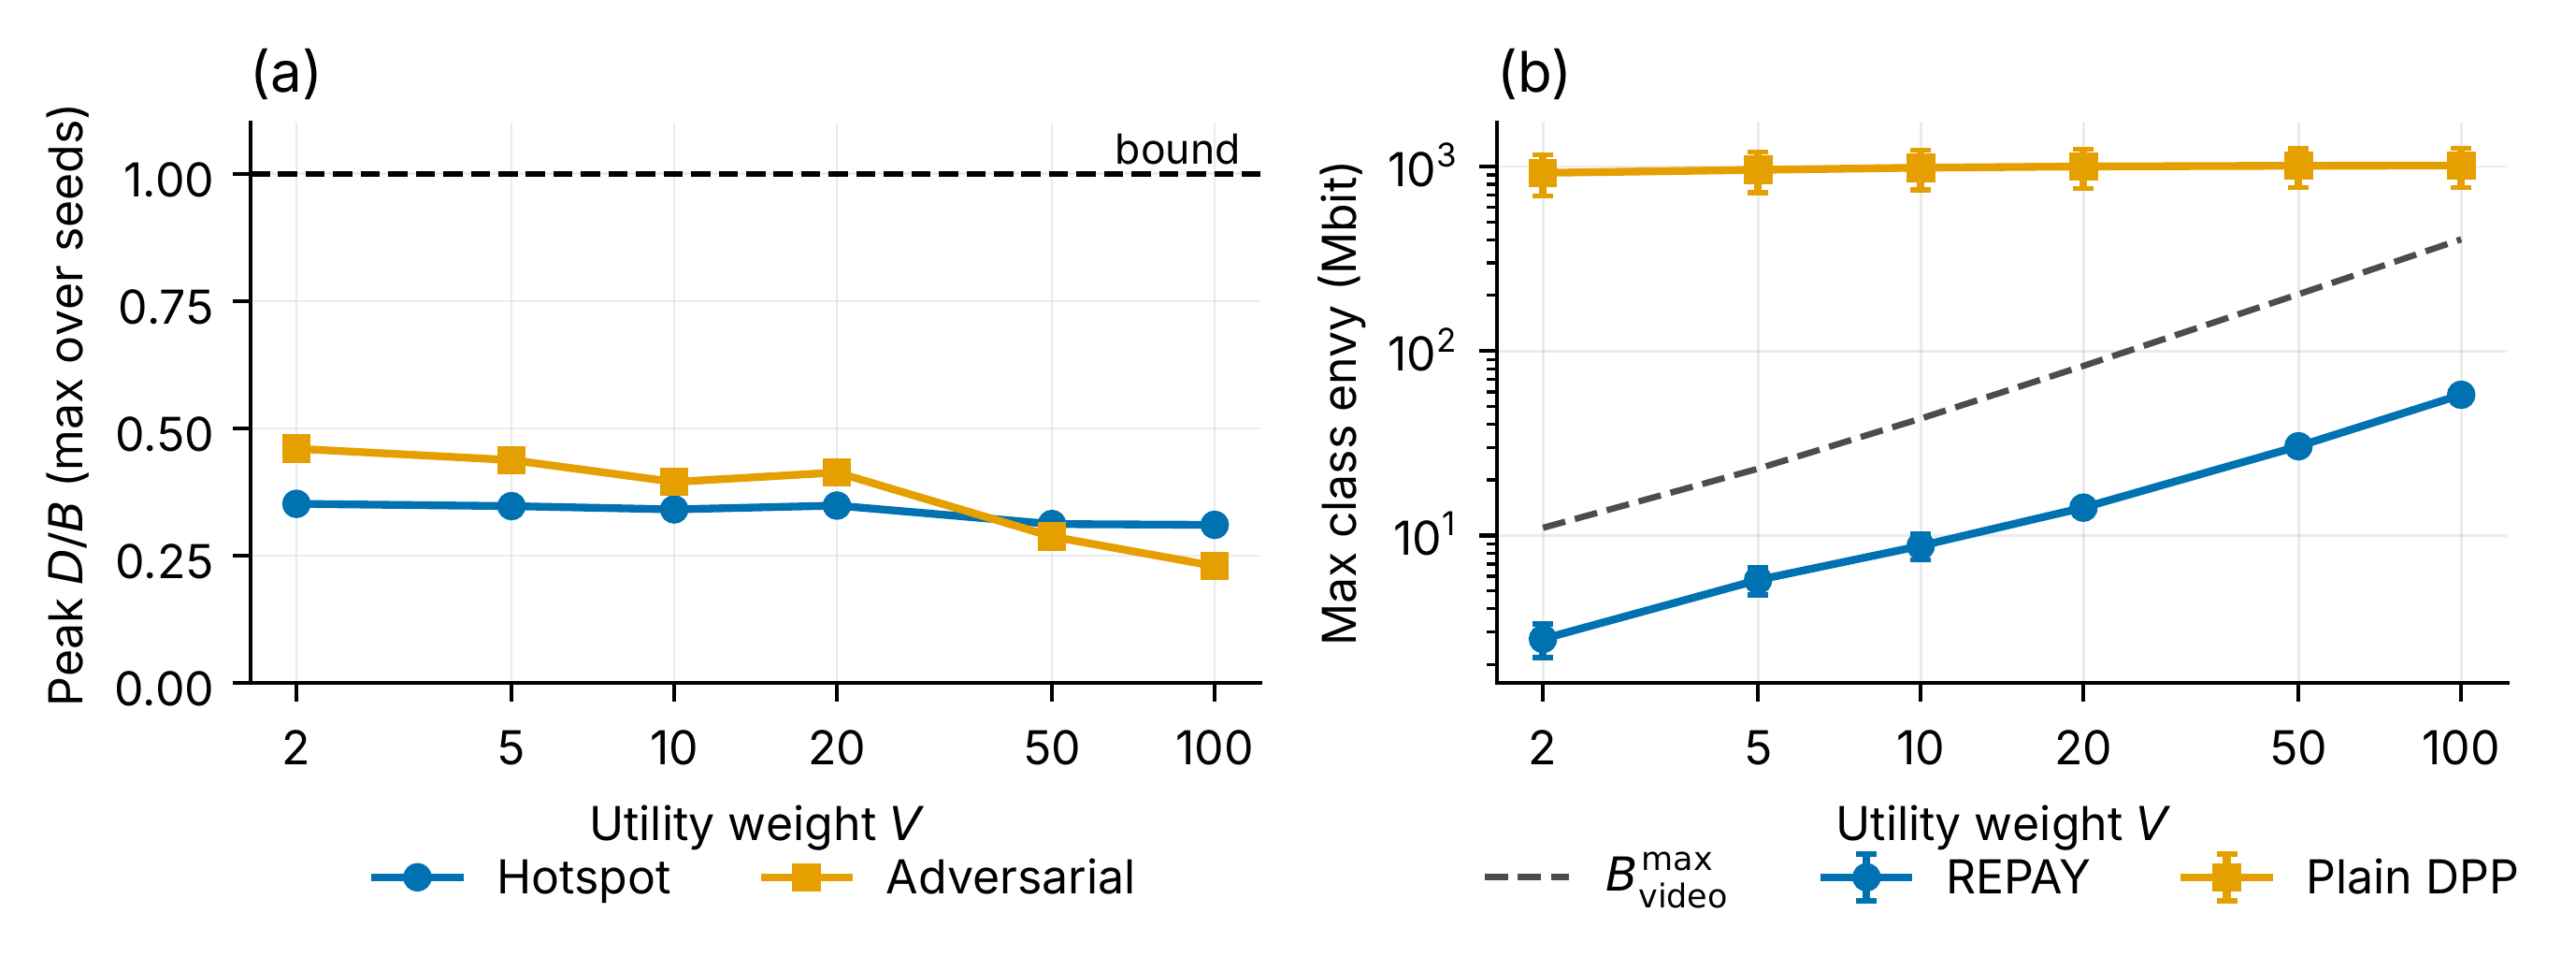 (a)
Peak D/B (max over seeds)
1.00
0.75
0.50
0.25
0.00
bound
2 5 10 20 50 100
Utility weight V
Hotspot Adversarial
(b)
Max class envy (Mbit)
10³
10²
10¹
2 5 10 20 50 100
Utility weight V
B_video^max REPAY Plain DPP